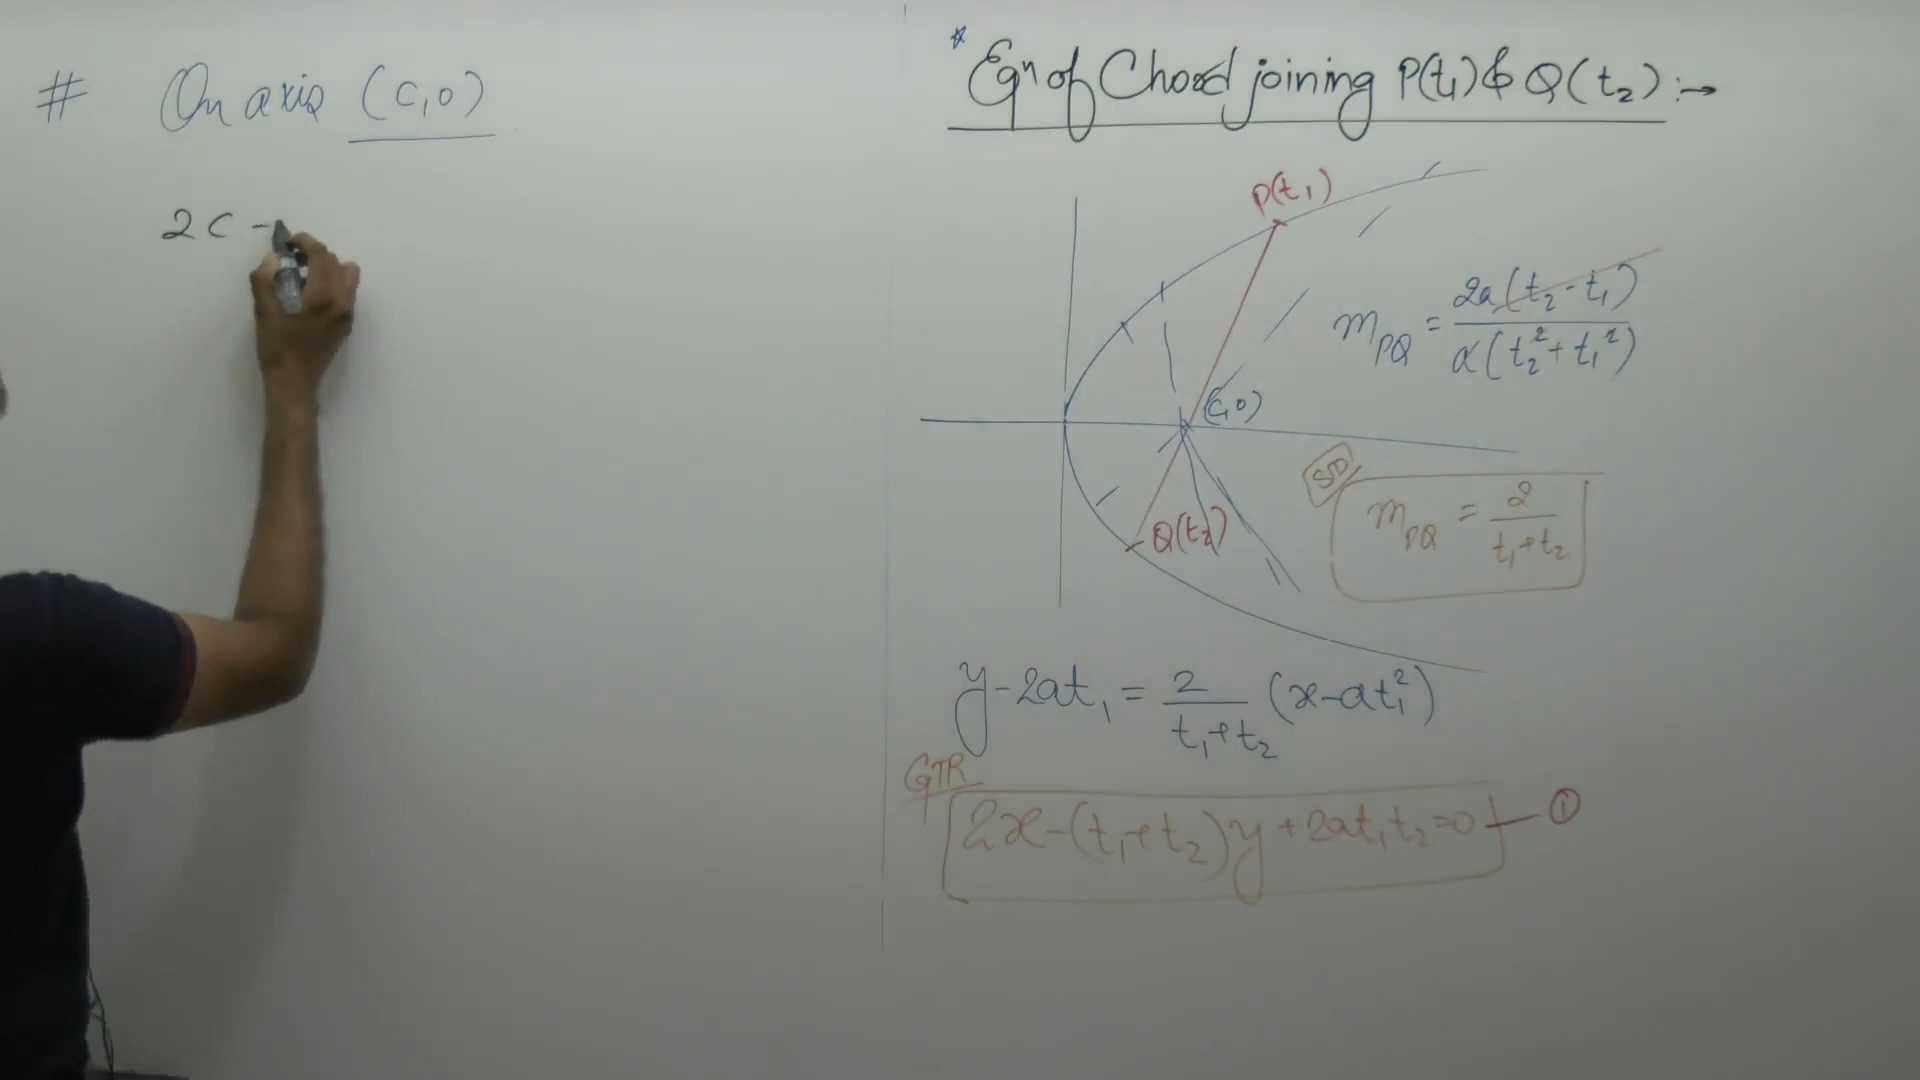 # On axis (c,0)
2c -
* Eqn of Chord joining P(t₁) & Q(t₂) :→
P(t₁)
m_PQ = 2a(t₂-t₁) / a(t₂²+t₁²)
(c,0)
Q(t₂)
m_PQ = 2 / t₁+t₂
y-2at₁ = 2 / t₁+t₂ (x-at₁²)
GTR
2x-(t₁+t₂)y+2at₁t₂=0 — ①